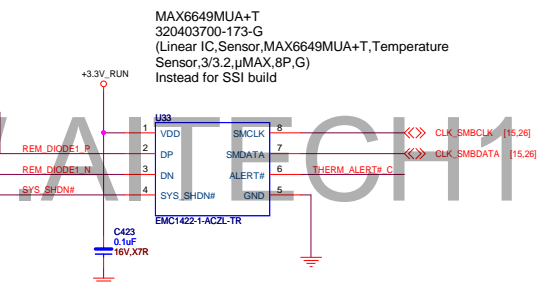 MAX6649MUA+T
320403700-173-G
(Linear IC,Sensor,MAX6649MUA+T,Temperature
Sensor,3/3.2,µMAX,8P,G)
Instead for SSI build
+3.3V_RUN
U33
1 VDD SMCLK 8 CLK_SMBCLK [15,26]
REM_DIODE1_P 2 DP SMDATA 7 CLK_SMBDATA [15,26]
REM_DIODE1_N 3 DN ALERT# 6 THERM_ALERT#_C
SYS_SHDN# 4 SYS_SHDN# GND 5
EMC1422-1-ACZL-TR
C423
0.1uF
16V,X7R
.AITECH1